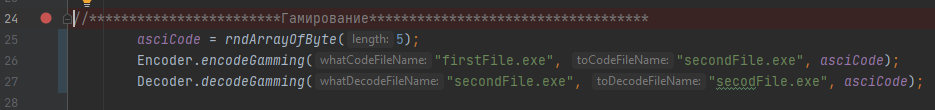 24 //************************Гамирование***********************************
25 asciCode = rndArrayOfByte( length: 5);
26 Encoder.encodeGamming( whatCodeFileName: "firstFile.exe", toCodeFileName: "secondFile.exe", asciCode);
27 Decoder.decodeGamming( whatDecodeFileName: "secondFile.exe", toDecodeFileName: "secodFile.exe", asciCode);
28